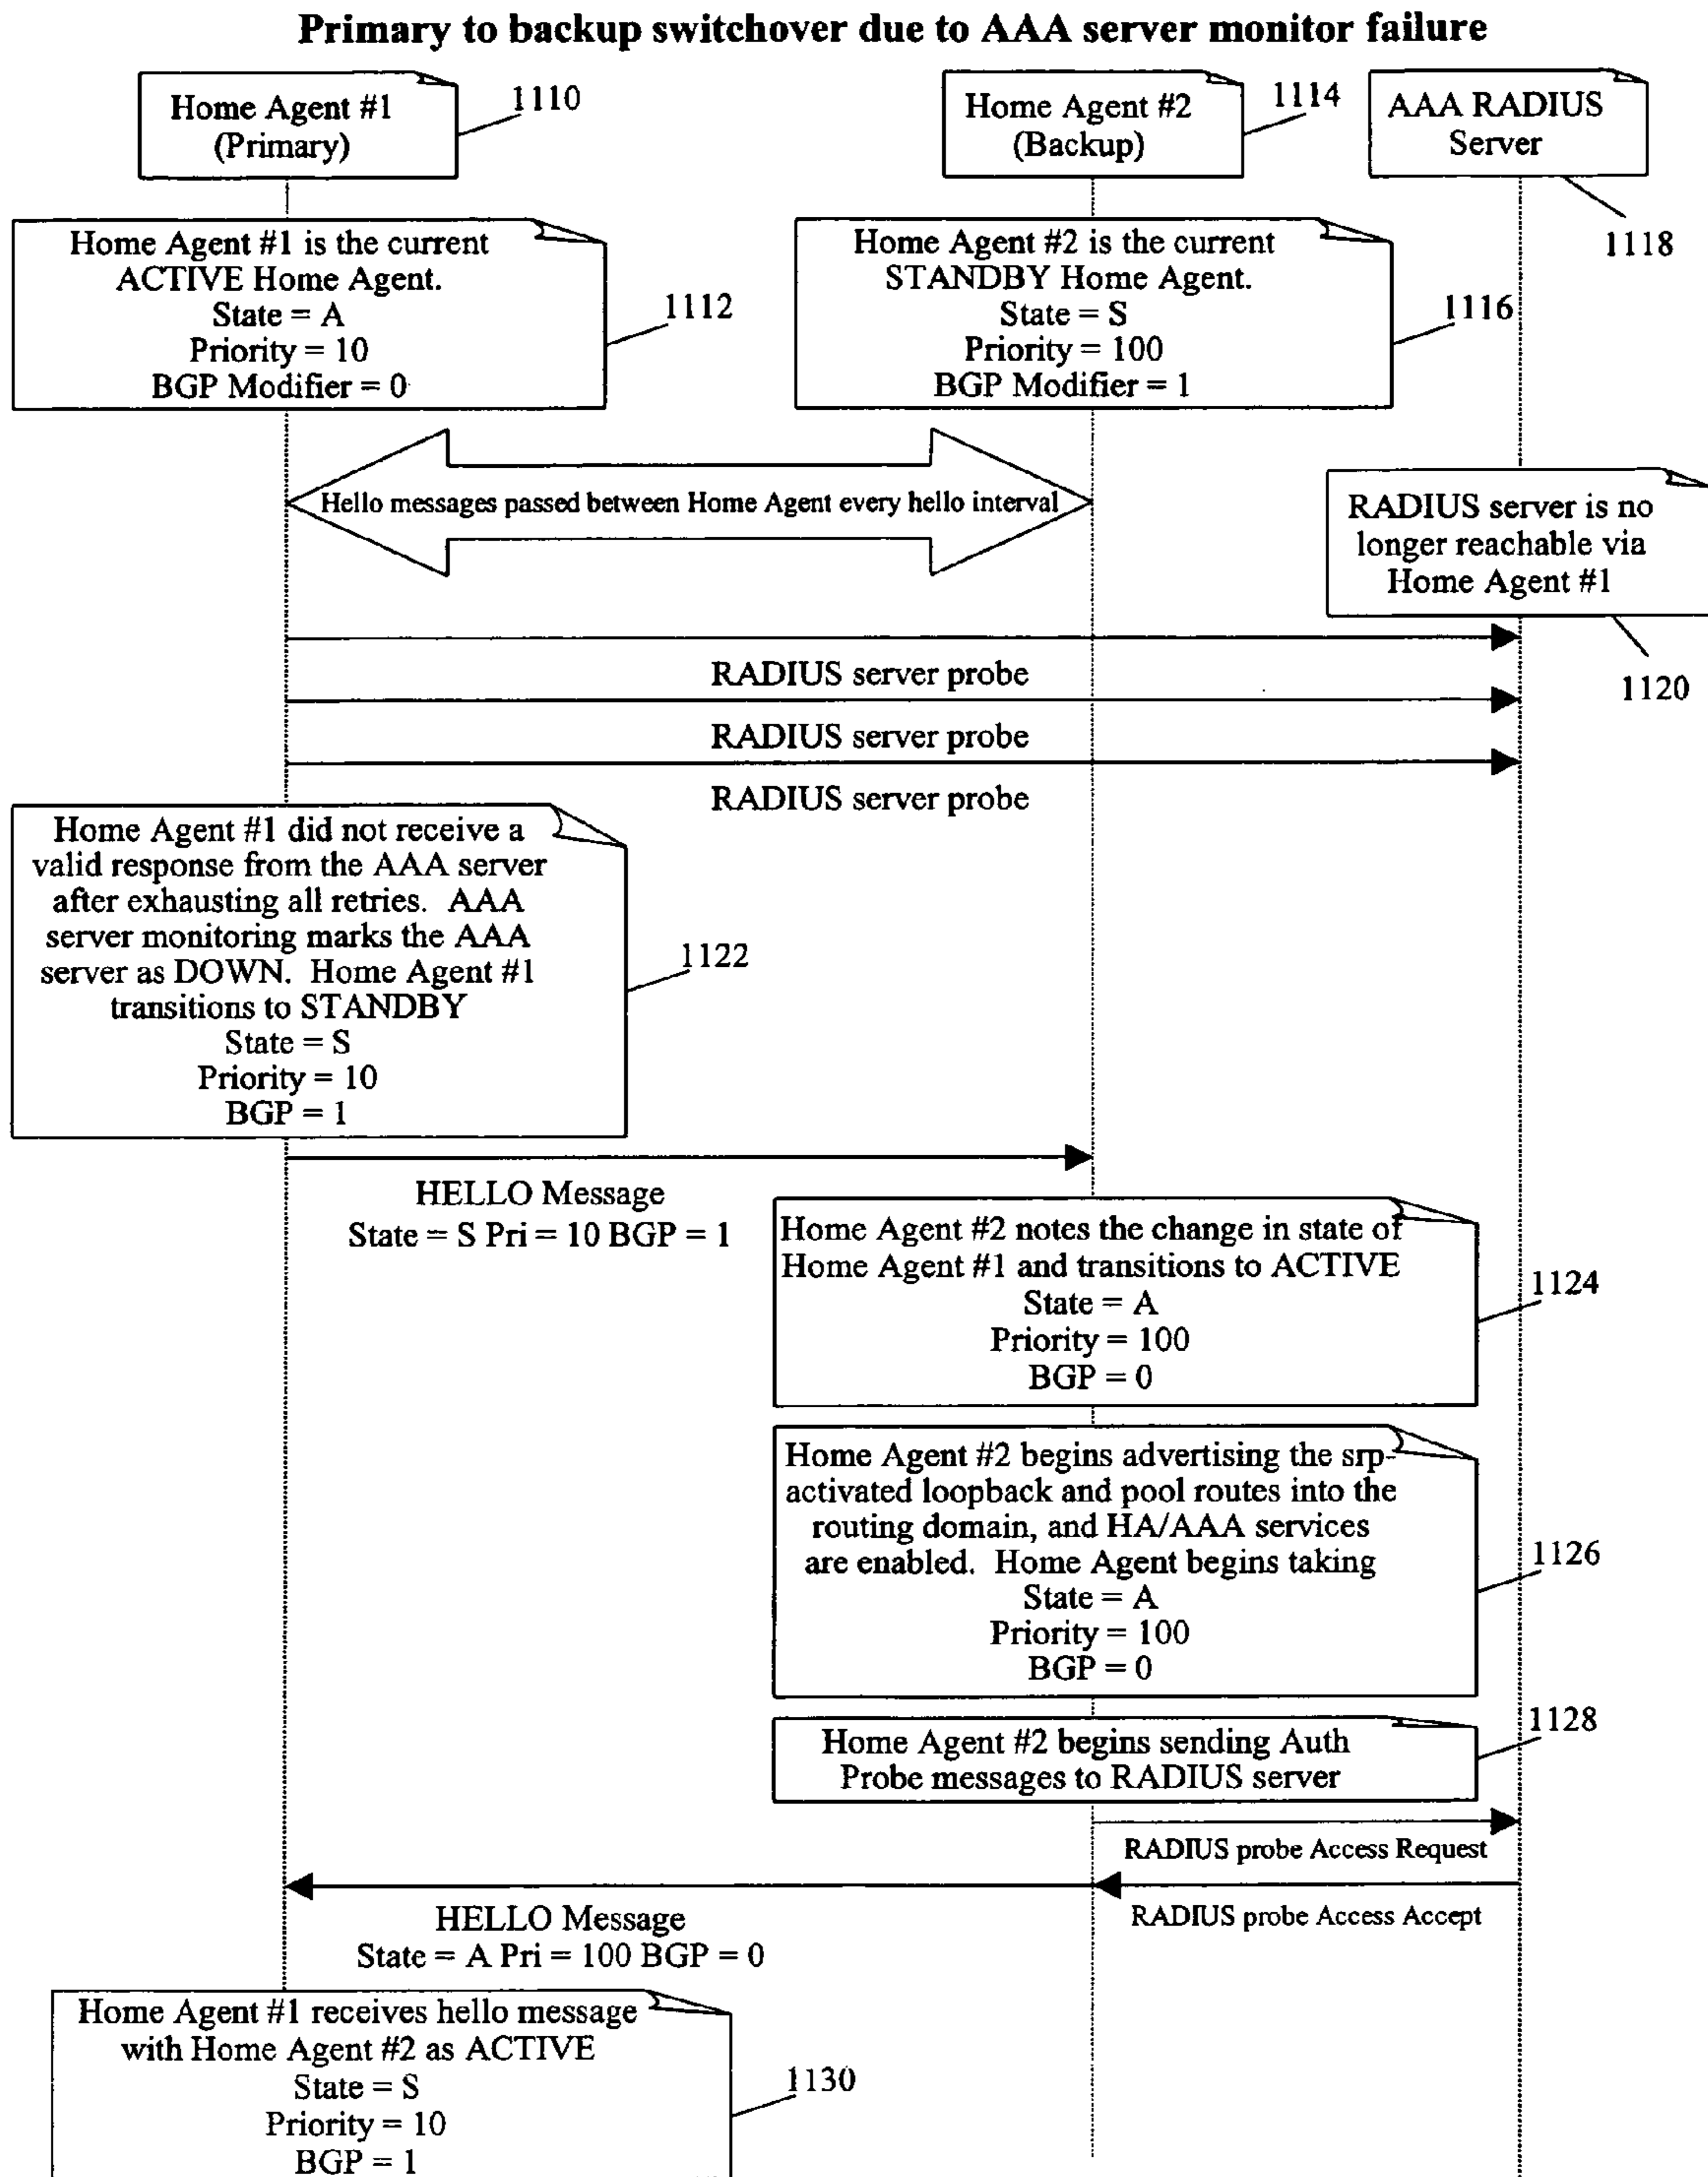 Primary to backup switchover due to AAA server monitor failure
Home Agent #1
(Primary)
1110
Home Agent #2
(Backup)
1114
AAA RADIUS
Server
1118
Home Agent #1 is the current
ACTIVE Home Agent.
State = A
Priority = 10
BGP Modifier = 0
1112
Home Agent #2 is the current
STANDBY Home Agent.
State = S
Priority = 100
BGP Modifier = 1
1116
Hello messages passed between Home Agent every hello interval
RADIUS server is no
longer reachable via
Home Agent #1
1120
RADIUS server probe
RADIUS server probe
RADIUS server probe
Home Agent #1 did not receive a
valid response from the AAA server
after exhausting all retries. AAA
server monitoring marks the AAA
server as DOWN. Home Agent #1
transitions to STANDBY
State = S
Priority = 10
BGP = 1
1122
HELLO Message
State = S Pri = 10 BGP = 1
Home Agent #2 notes the change in state of
Home Agent #1 and transitions to ACTIVE
State = A
Priority = 100
BGP = 0
1124
Home Agent #2 begins advertising the srp-
activated loopback and pool routes into the
routing domain, and HA/AAA services
are enabled. Home Agent begins taking
State = A
Priority = 100
BGP = 0
1126
Home Agent #2 begins sending Auth
Probe messages to RADIUS server
1128
RADIUS probe Access Request
RADIUS probe Access Accept
HELLO Message
State = A Pri = 100 BGP = 0
Home Agent #1 receives hello message
with Home Agent #2 as ACTIVE
State = S
Priority = 10
BGP = 1
1130